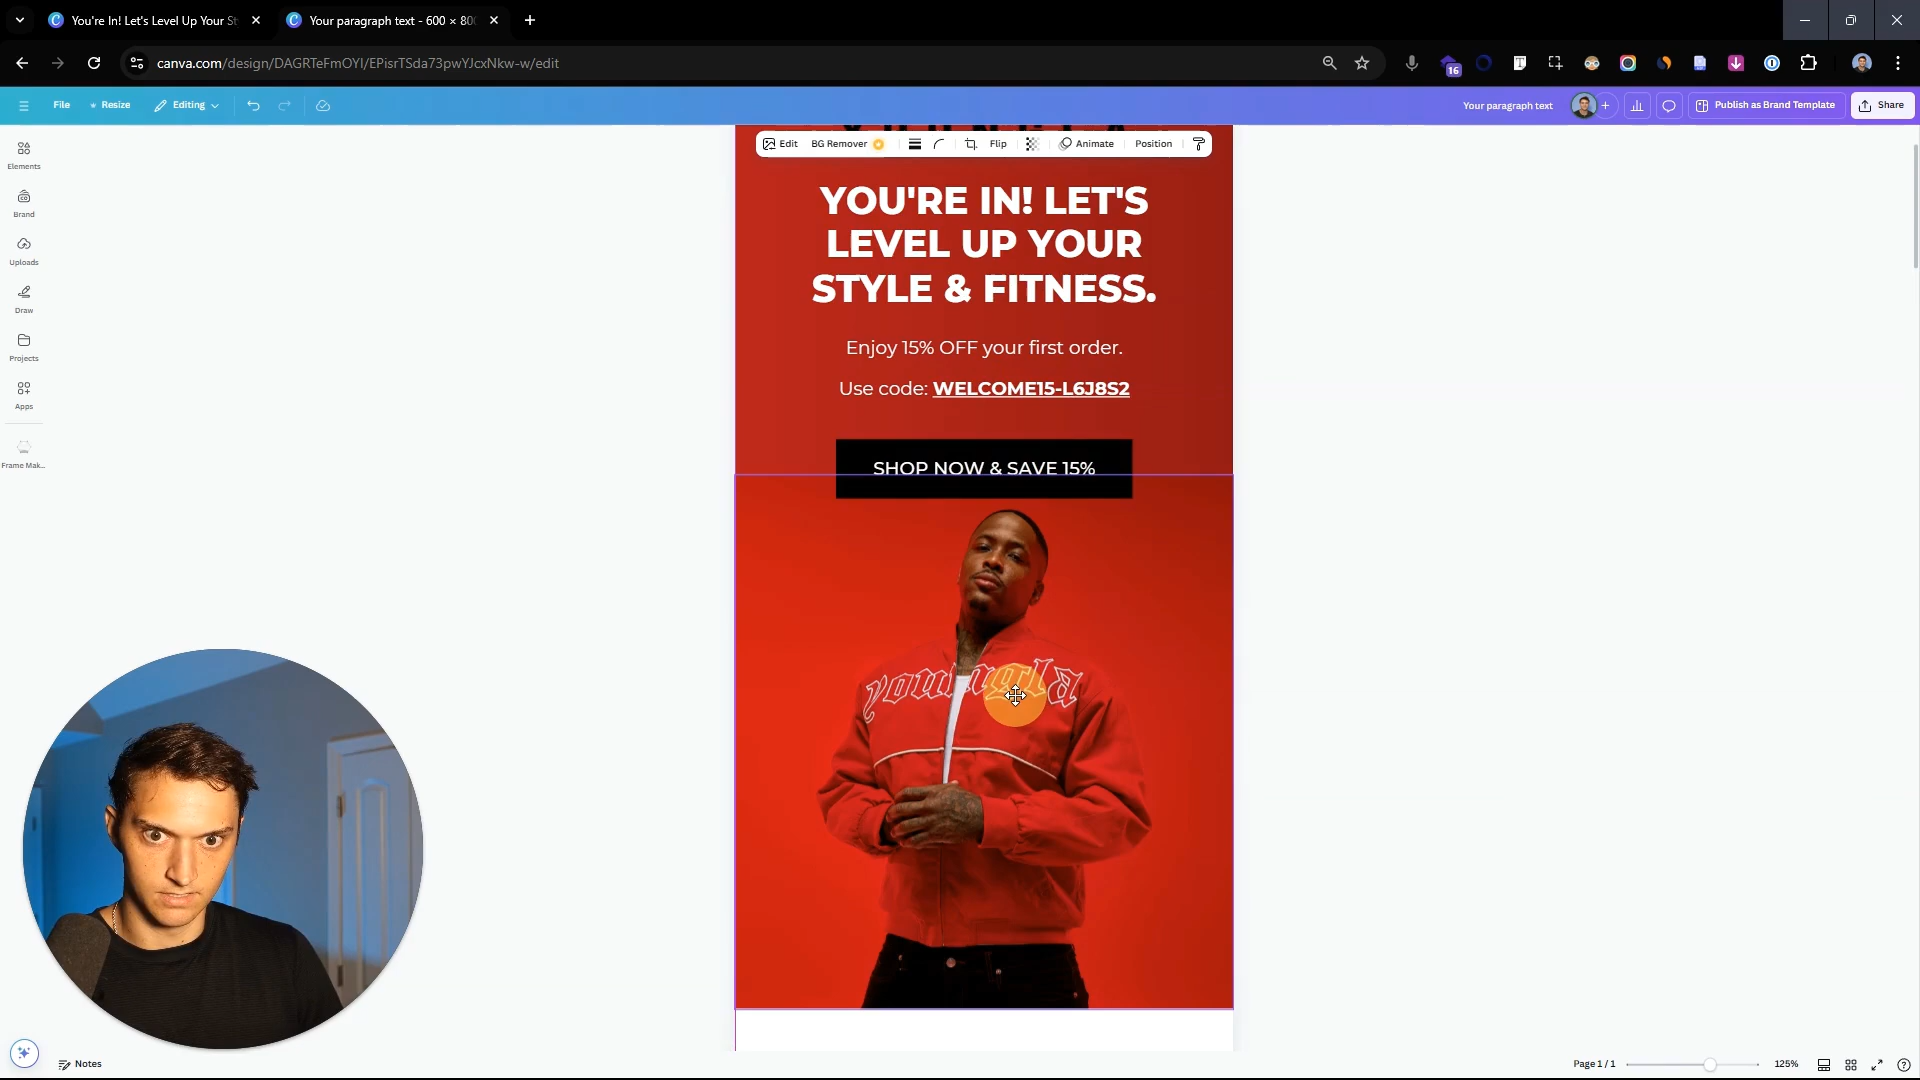 You're In! Let's Level Up Your St
Your paragraph text - 600 × 800
canva.com/design/DAGRTeFmOYI/EPisrTSda73pwYJcxNkw-w/edit
16
File
Resize
Editing
Your paragraph text
Publish as Brand Template
Share
Elements
Brand
Uploads
Draw
Projects
Apps
Frame Mak...
Edit
BG Remover
Flip
Animate
Position
YOU'RE IN! LET'S
LEVEL UP YOUR
STYLE & FITNESS.
Enjoy 15% OFF your first order.
Use code: WELCOME15-L6J8S2
SHOP NOW & SAVE 15%
youngla
Notes
Page 1 / 1
125%